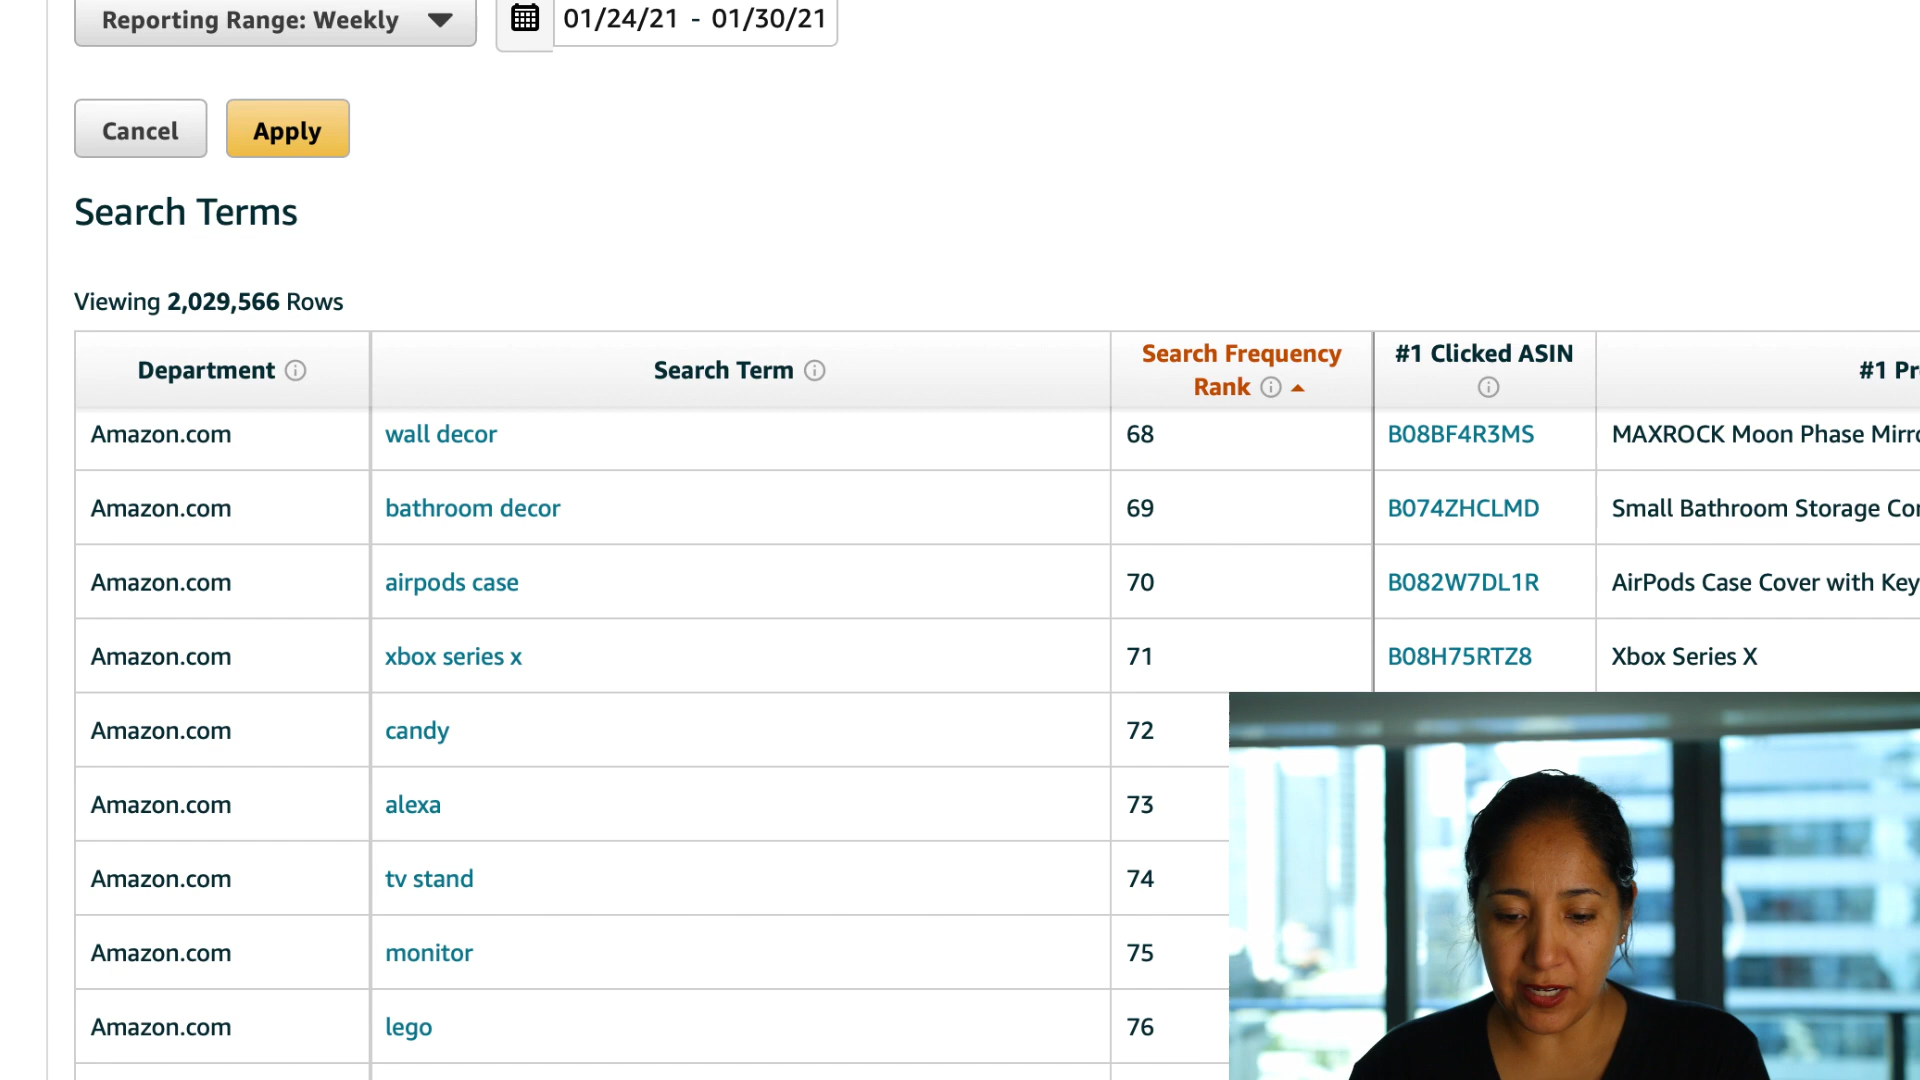 Reporting Range: Weekly
01/24/21 - 01/30/21
Cancel
Apply
Search Terms
Viewing 2,029,566 Rows
Department
Search Term
Search Frequency
Rank
#1 Clicked ASIN
#1
Amazon.com wall decor 68 B08BF4R3MS MAXROCK Moon Phase
Amazon.com bathroom decor 69 B074ZHCLMD Small Bathroom Storage
Amazon.com airpods case 70 B082W7DL1R AirPods Case Cover with
Amazon.com xbox series x 71 B08H75RTZ8 Xbox Series X
Amazon.com candy 72
Amazon.com alexa 73
Amazon.com tv stand 74
Amazon.com monitor 75
Amazon.com lego 76